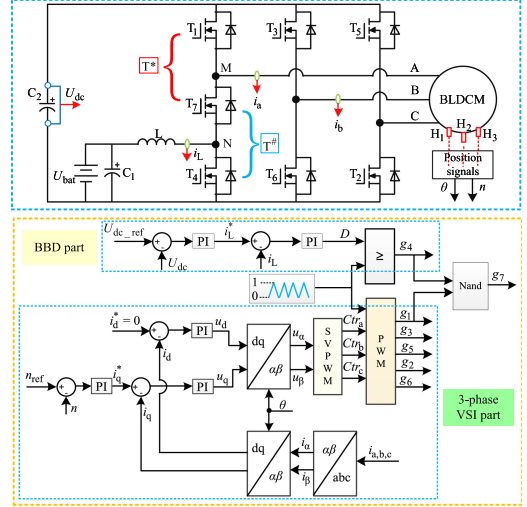 T1 T3 T5
T* M A
C2 Udc T7 ia B BLDCM
ib C H1 H2 H3
L N T#
iL
Ubat C1 T4 T6 T2
Position
signals
θ n
BBD part
Udc_ref PI iL* PI D ≥ g4
Udc iL
1
0
Nand g7
id* = 0 PI ud dq αβ uα SVPWM Ctra PWM g1
id Ctrb g3
nref PI iq* PI uq uβ Ctrc g5
n iq g2
g6
θ
3-phase
VSI part
dq αβ iα αβ abc ia,b,c
iβ